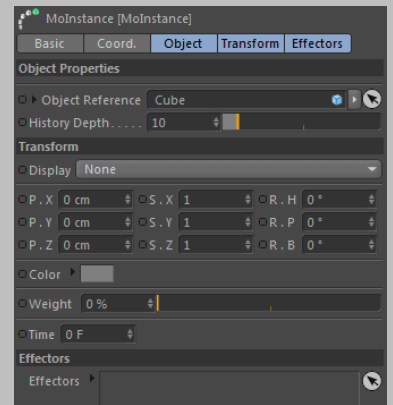 MoInstance [MoInstance]
Basic Coord. Object Transform Effectors
Object Properties
Object Reference Cube
History Depth..... 10
Transform
Display None
P . X 0 cm S . X 1 R . H 0 °
P . Y 0 cm S . Y 1 R . P 0 °
P . Z 0 cm S . Z 1 R . B 0 °
Color
Weight 0 %
Time 0 F
Effectors
Effectors